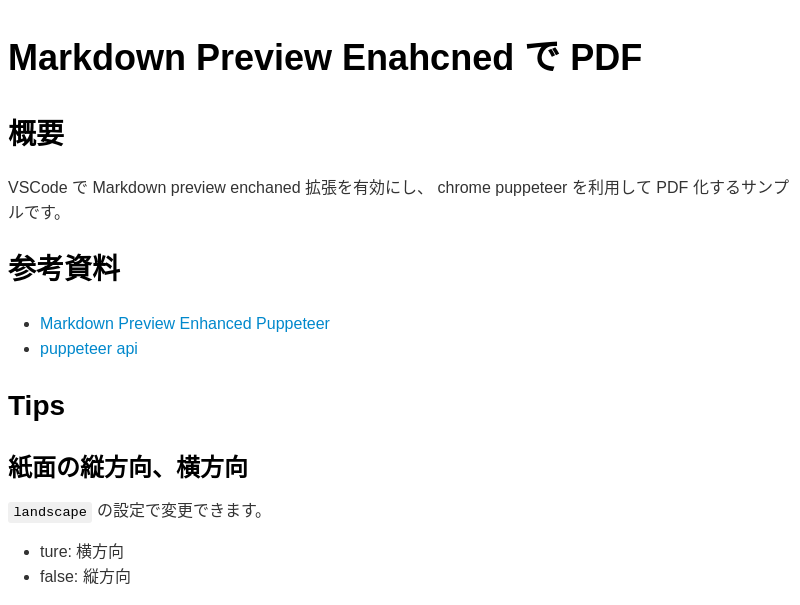 Markdown Preview Enahcned で PDF
概要
VSCode で Markdown preview enchaned 拡張を有効にし、 chrome puppeteer を利用して PDF 化するサンプ
ルです。
参考資料
Markdown Preview Enhanced Puppeteer
puppeteer api
Tips
紙面の縦方向、横方向
landscape の設定で変更できます。
ture: 横方向
false: 縦方向